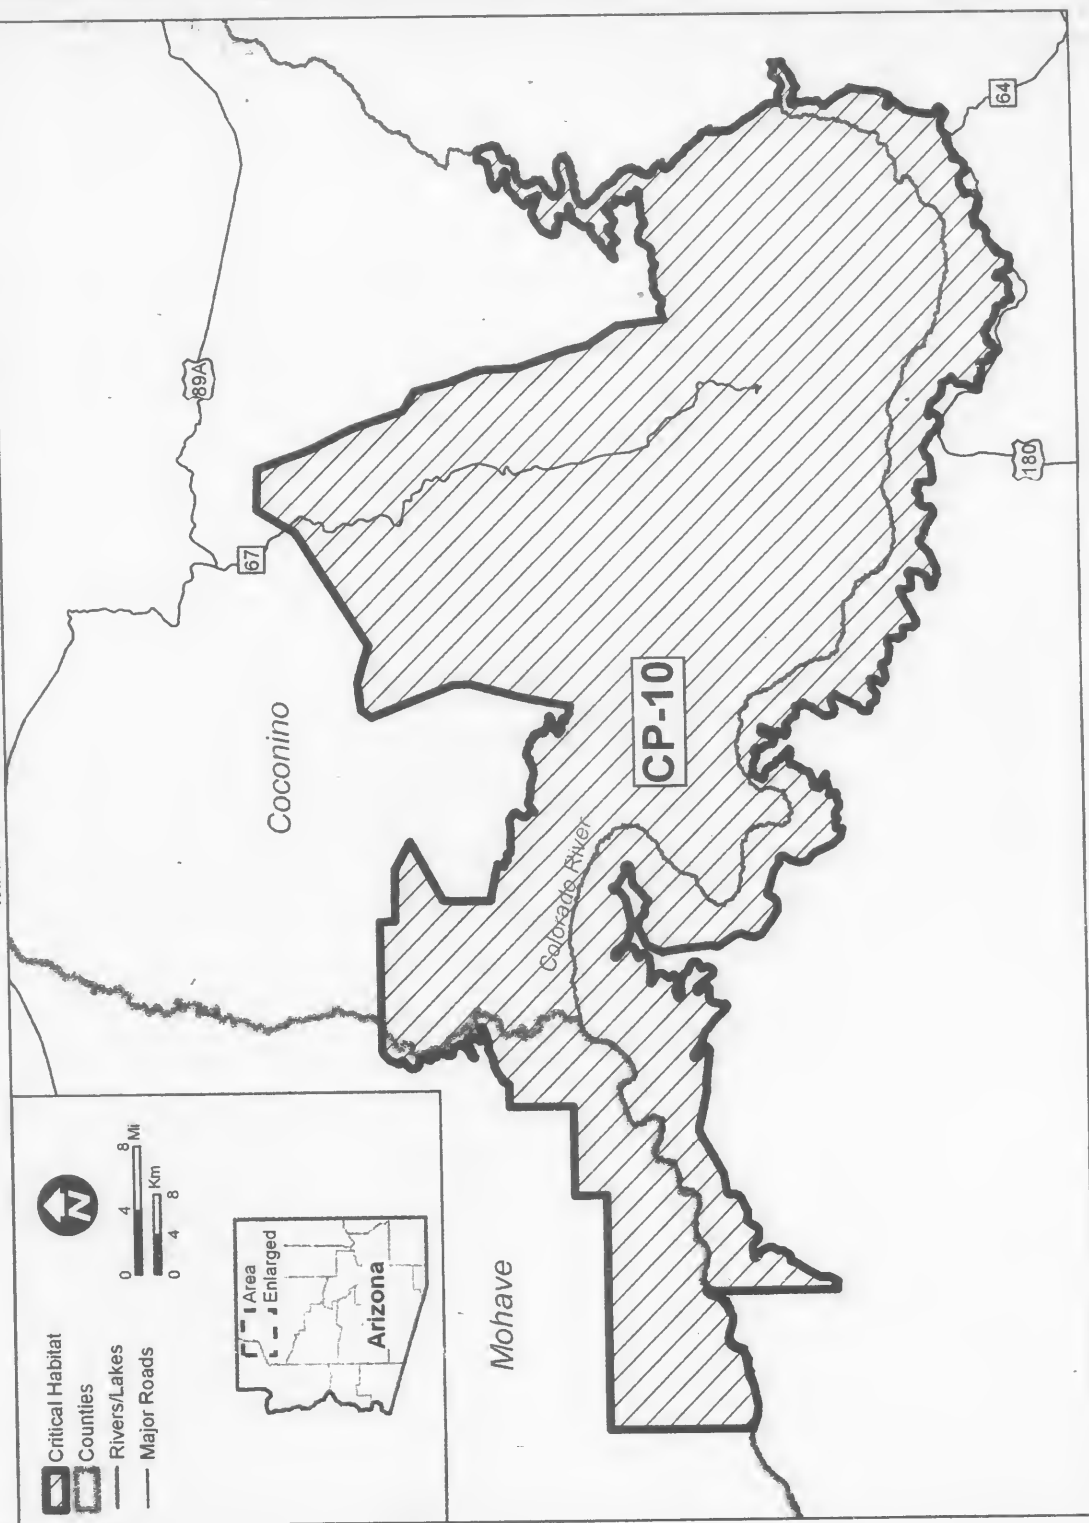 Critical Habitat
Counties
Rivers/Lakes
Major Roads
N
0 4 8 Mi
Km
0 4 8
Area
Enlarged
Arizona
Mohave
Coconino
Colorado River
CP-10
67
89A
180
64